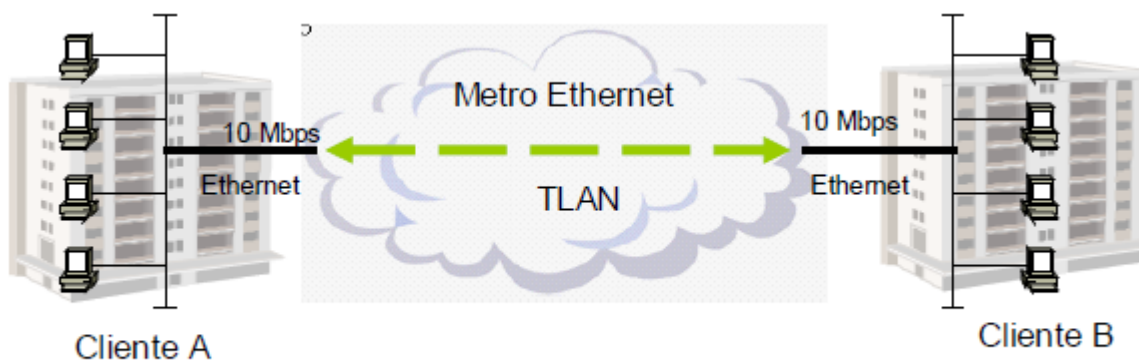 Metro Ethernet
10 Mbps
10 Mbps
Ethernet
TLAN
Ethernet
Cliente A
Cliente B